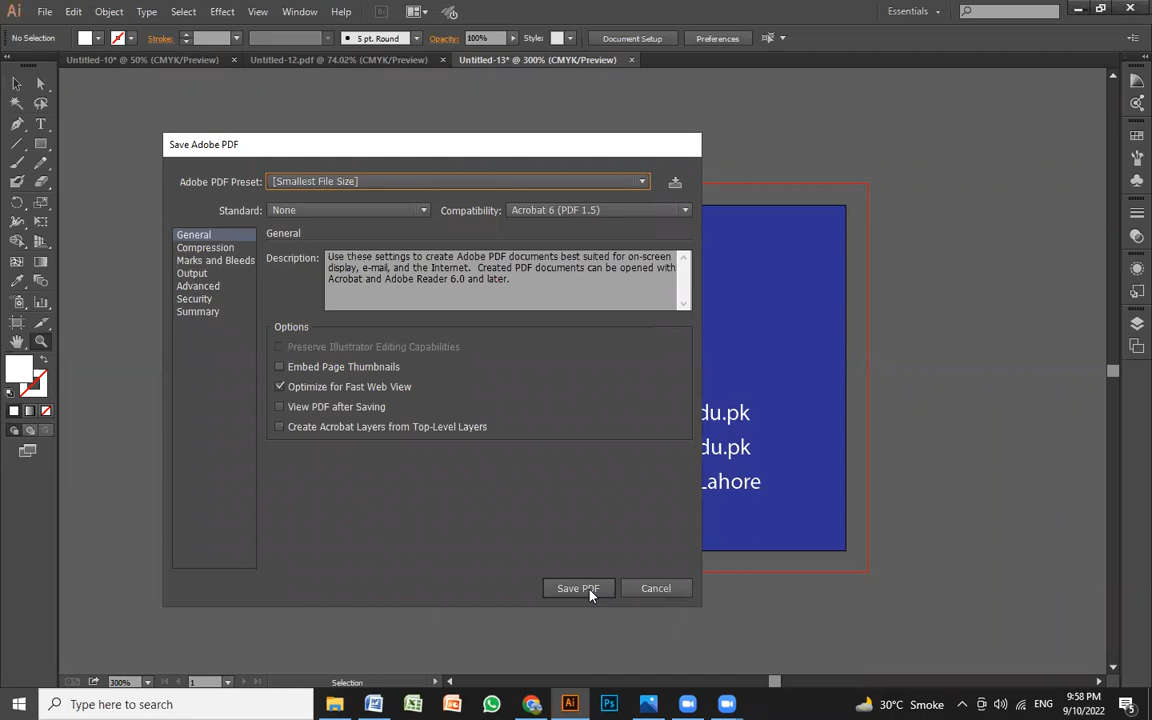 Ai File Edit Object Type Select Effect View Window Help Br Essentials
No Selection Stroke: 5 pt. Round Opacity: 100% Style: Document Setup Preferences
Untitled-10* @ 50% (CMYK/Preview) × Untitled-12.pdf @ 74.02% (CMYK/Preview) × Untitled-13* @ 300% (CMYK/Preview) ×
Save Adobe PDF
Adobe PDF Preset: [Smallest File Size]
Standard: None Compatibility: Acrobat 6 (PDF 1.5)
General
Compression
Marks and Bleeds
Output
Advanced
Security
Summary
General
Description: Use these settings to create Adobe PDF documents best suited for on-screen
display, e-mail, and the Internet. Created PDF documents can be opened with
Acrobat and Adobe Reader 6.0 and later.
Options
Preserve Illustrator Editing Capabilities
Embed Page Thumbnails
Optimize for Fast Web View
View PDF after Saving
Create Acrobat Layers from Top-Level Layers
du.pk
du.pk
Lahore
Save PDF Cancel
300% 1 Selection
Type here to search
Ai Ps 30°C Smoke ENG 9:58 PM
9/10/2022 5